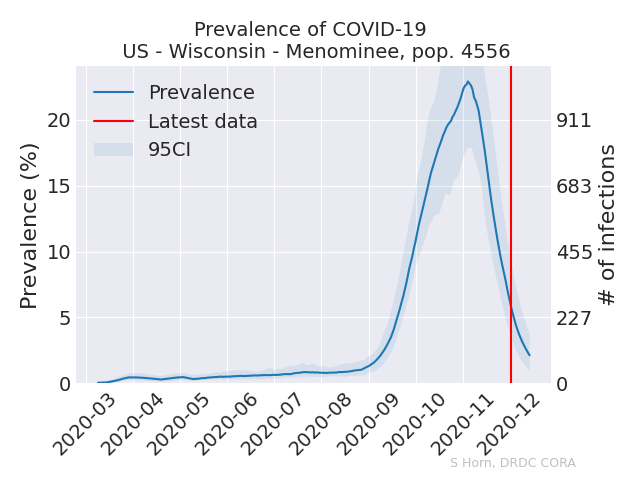 Prevalence of COVID-19
US - Wisconsin - Menominee, pop. 4556
Prevalence
Latest data
95CI
Prevalence (%)
20
15
10
5
0
911
683
455
227
0
# of infections
2020-03
2020-04
2020-05
2020-06
2020-07
2020-08
2020-09
2020-10
2020-11
2020-12
S Horn, DRDC CORA